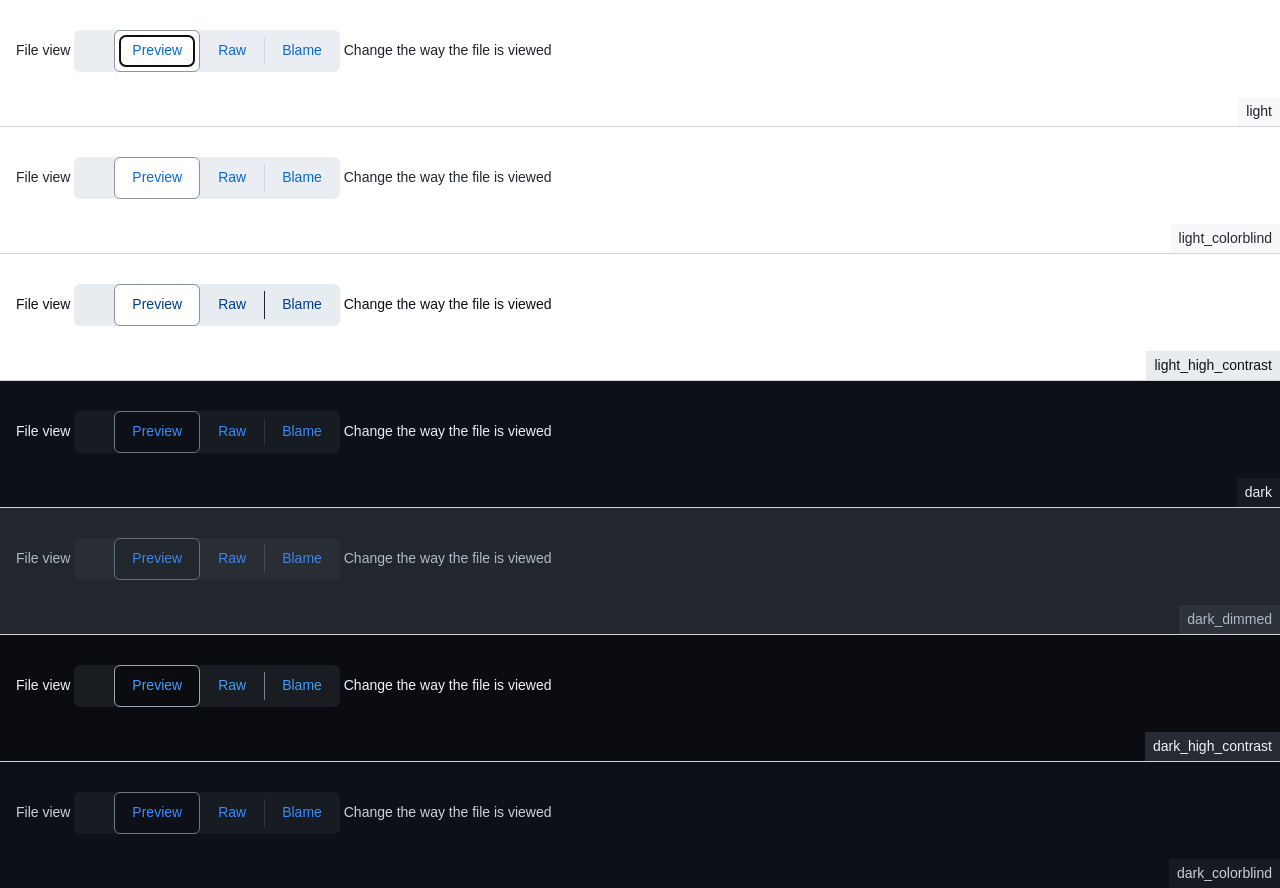 File view Preview Raw Blame Change the way the file is viewed
light
File view Preview Raw Blame Change the way the file is viewed
light_colorblind
File view Preview Raw Blame Change the way the file is viewed
light_high_contrast
File view Preview Raw Blame Change the way the file is viewed
dark
File view Preview Raw Blame Change the way the file is viewed
dark_dimmed
File view Preview Raw Blame Change the way the file is viewed
dark_high_contrast
File view Preview Raw Blame Change the way the file is viewed
dark_colorblind